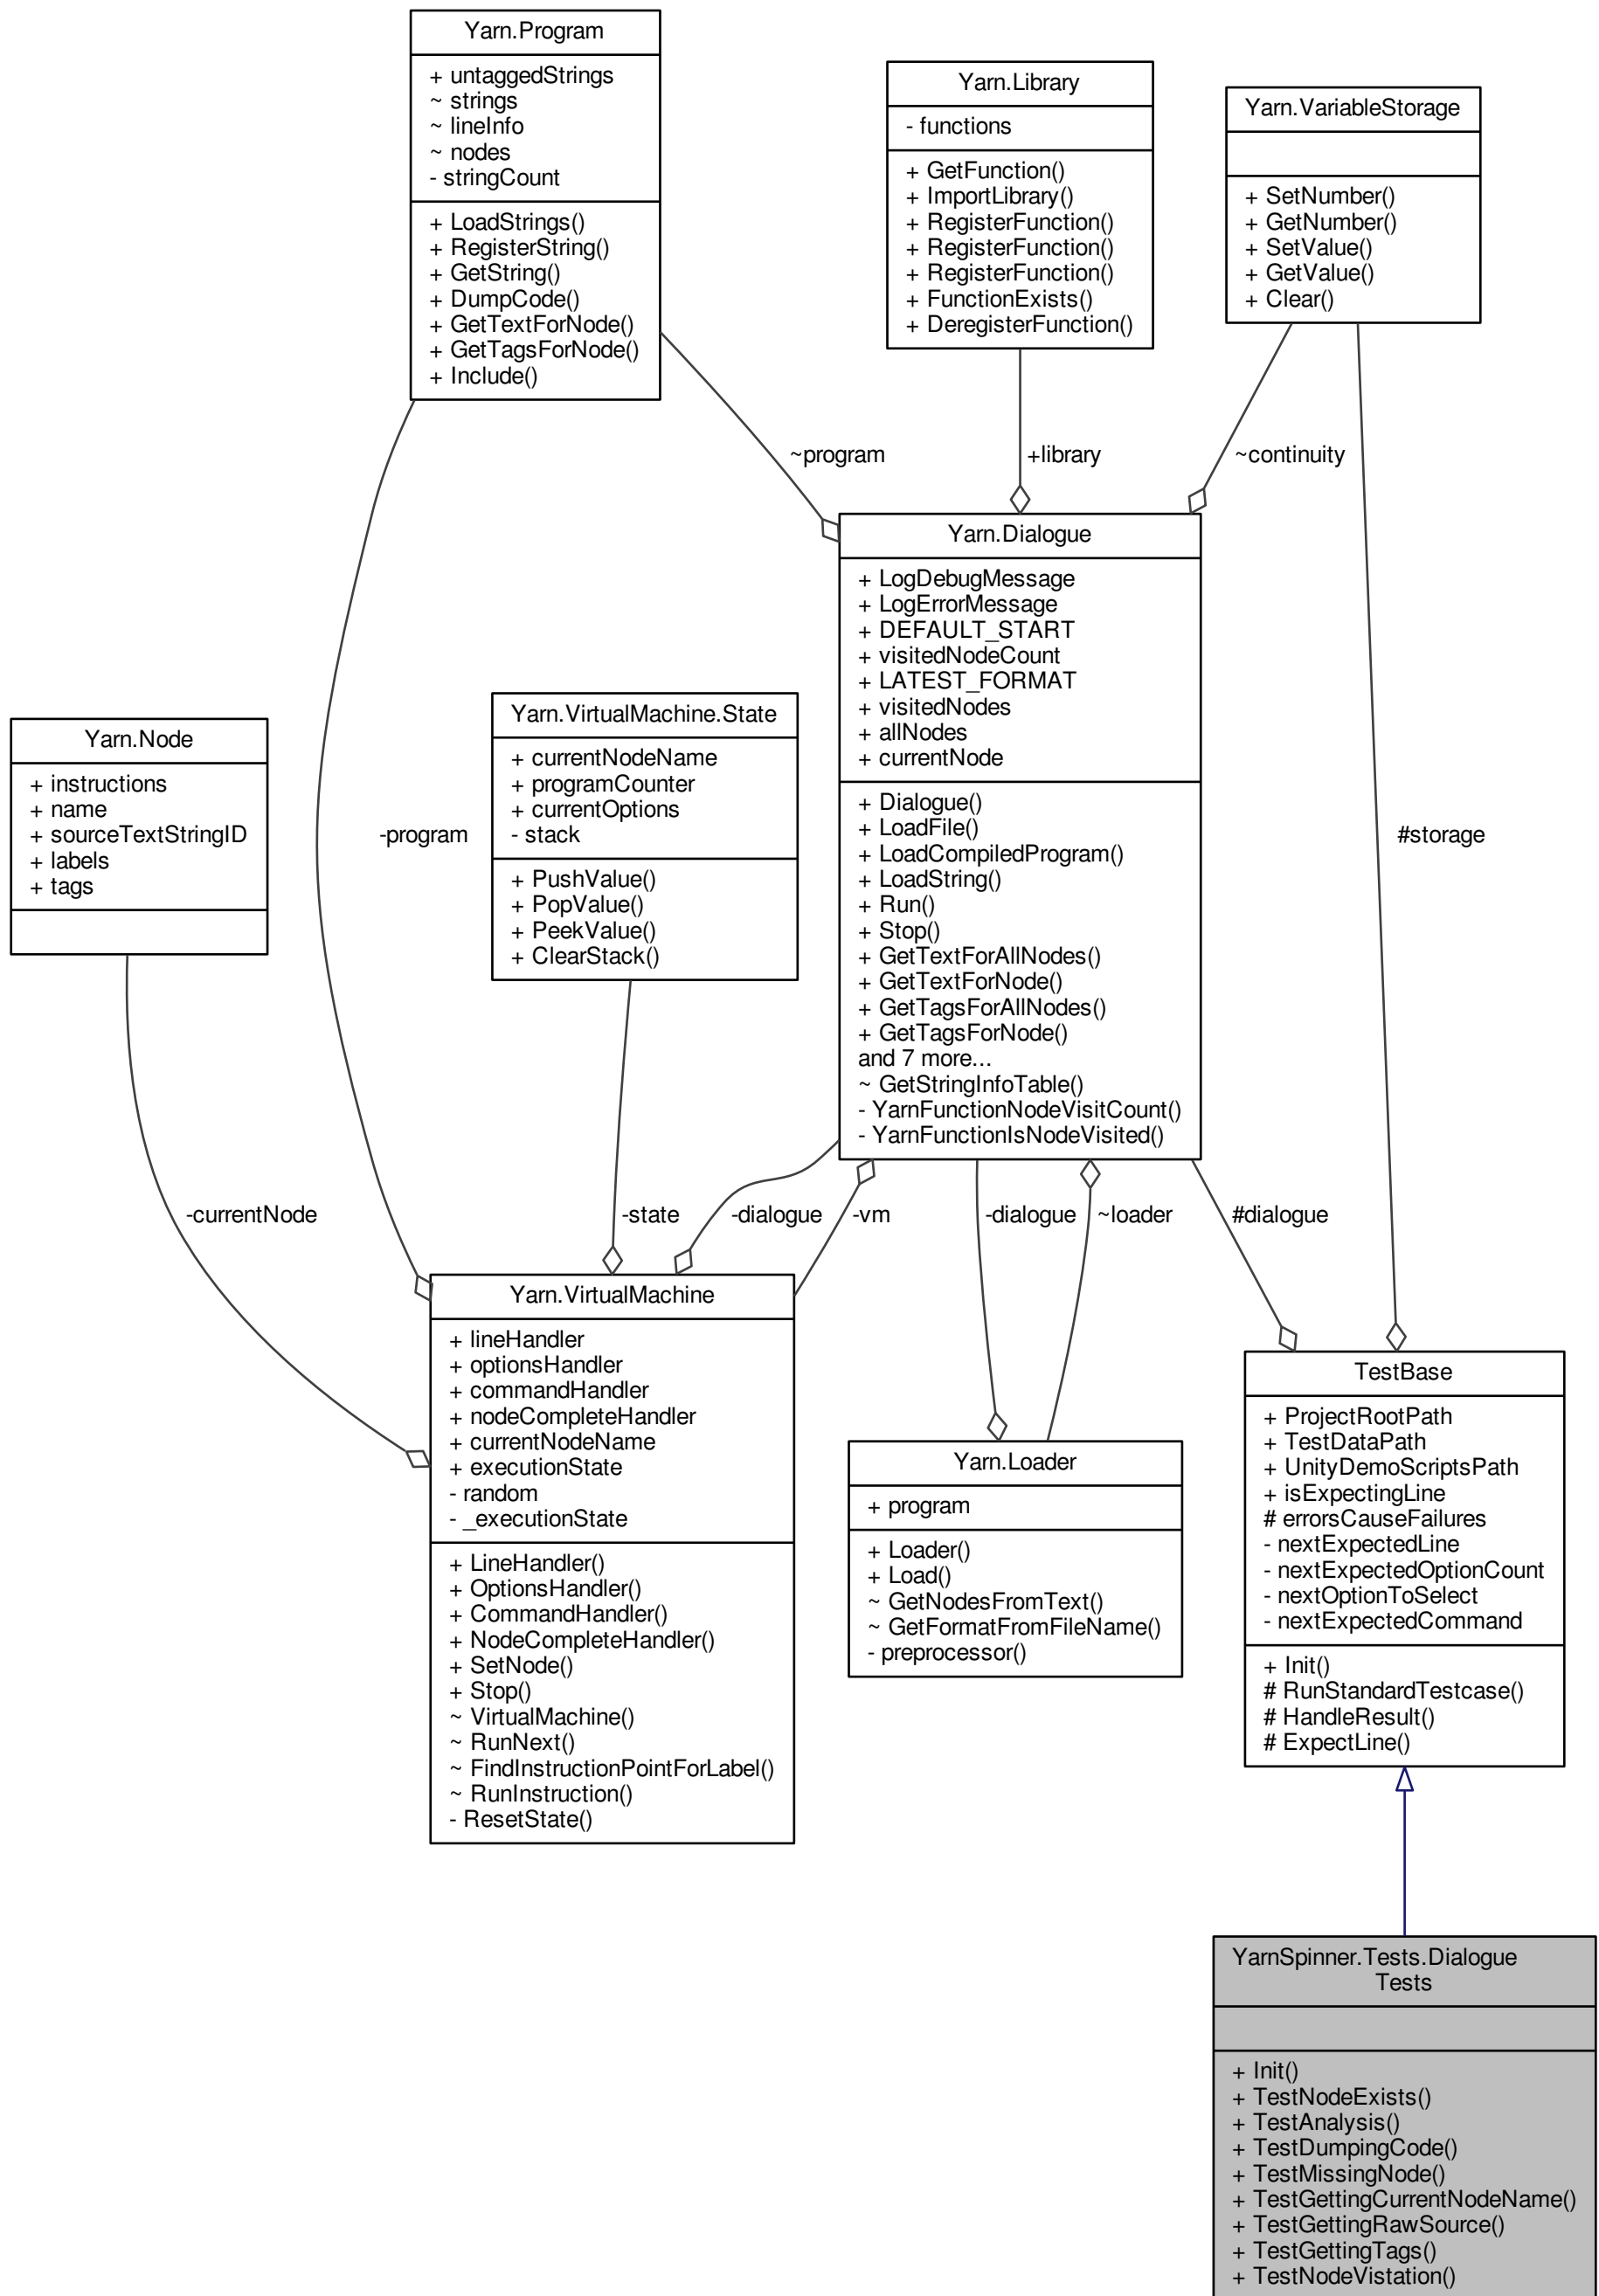 Yarn.Program
+ untaggedStrings
~ strings
~ lineInfo
~ nodes
- stringCount
+ LoadStrings()
+ RegisterString()
+ GetString()
+ DumpCode()
+ GetTextForNode()
+ GetTagsForNode()
+ Include()
Yarn.Library
- functions
+ GetFunction()
+ ImportLibrary()
+ RegisterFunction()
+ RegisterFunction()
+ RegisterFunction()
+ FunctionExists()
+ DeregisterFunction()
Yarn.VariableStorage
+ SetNumber()
+ GetNumber()
+ SetValue()
+ GetValue()
+ Clear()
~program
+library
~continuity
Yarn.Dialogue
+ LogDebugMessage
+ LogErrorMessage
+ DEFAULT_START
+ visitedNodeCount
+ LATEST_FORMAT
+ visitedNodes
+ allNodes
+ currentNode
+ Dialogue()
+ LoadFile()
+ LoadCompiledProgram()
+ LoadString()
+ Run()
+ Stop()
+ GetTextForAllNodes()
+ GetTextForNode()
+ GetTagsForAllNodes()
+ GetTagsForNode()
and 7 more...
~ GetStringInfoTable()
- YarnFunctionNodeVisitCount()
- YarnFunctionIsNodeVisited()
Yarn.Node
+ instructions
+ name
+ sourceTextStringID
+ labels
+ tags
-program
Yarn.VirtualMachine.State
+ currentNodeName
+ programCounter
+ currentOptions
- stack
+ PushValue()
+ PopValue()
+ PeekValue()
+ ClearStack()
#storage
-currentNode
-state
-dialogue
-vm
-dialogue
~loader
#dialogue
Yarn.VirtualMachine
+ lineHandler
+ optionsHandler
+ commandHandler
+ nodeCompleteHandler
+ currentNodeName
+ executionState
- random
- _executionState
+ LineHandler()
+ OptionsHandler()
+ CommandHandler()
+ NodeCompleteHandler()
+ SetNode()
+ Stop()
~ VirtualMachine()
~ RunNext()
~ FindInstructionPointForLabel()
~ RunInstruction()
- ResetState()
Yarn.Loader
+ program
+ Loader()
+ Load()
~ GetNodesFromText()
~ GetFormatFromFileName()
- preprocessor()
TestBase
+ ProjectRootPath
+ TestDataPath
+ UnityDemoScriptsPath
+ isExpectingLine
# errorsCauseFailures
- nextExpectedLine
- nextExpectedOptionCount
- nextOptionToSelect
- nextExpectedCommand
+ Init()
# RunStandardTestcase()
# HandleResult()
# ExpectLine()
YarnSpinner.Tests.Dialogue
Tests
+ Init()
+ TestNodeExists()
+ TestAnalysis()
+ TestDumpingCode()
+ TestMissingNode()
+ TestGettingCurrentNodeName()
+ TestGettingRawSource()
+ TestGettingTags()
+ TestNodeVistation()